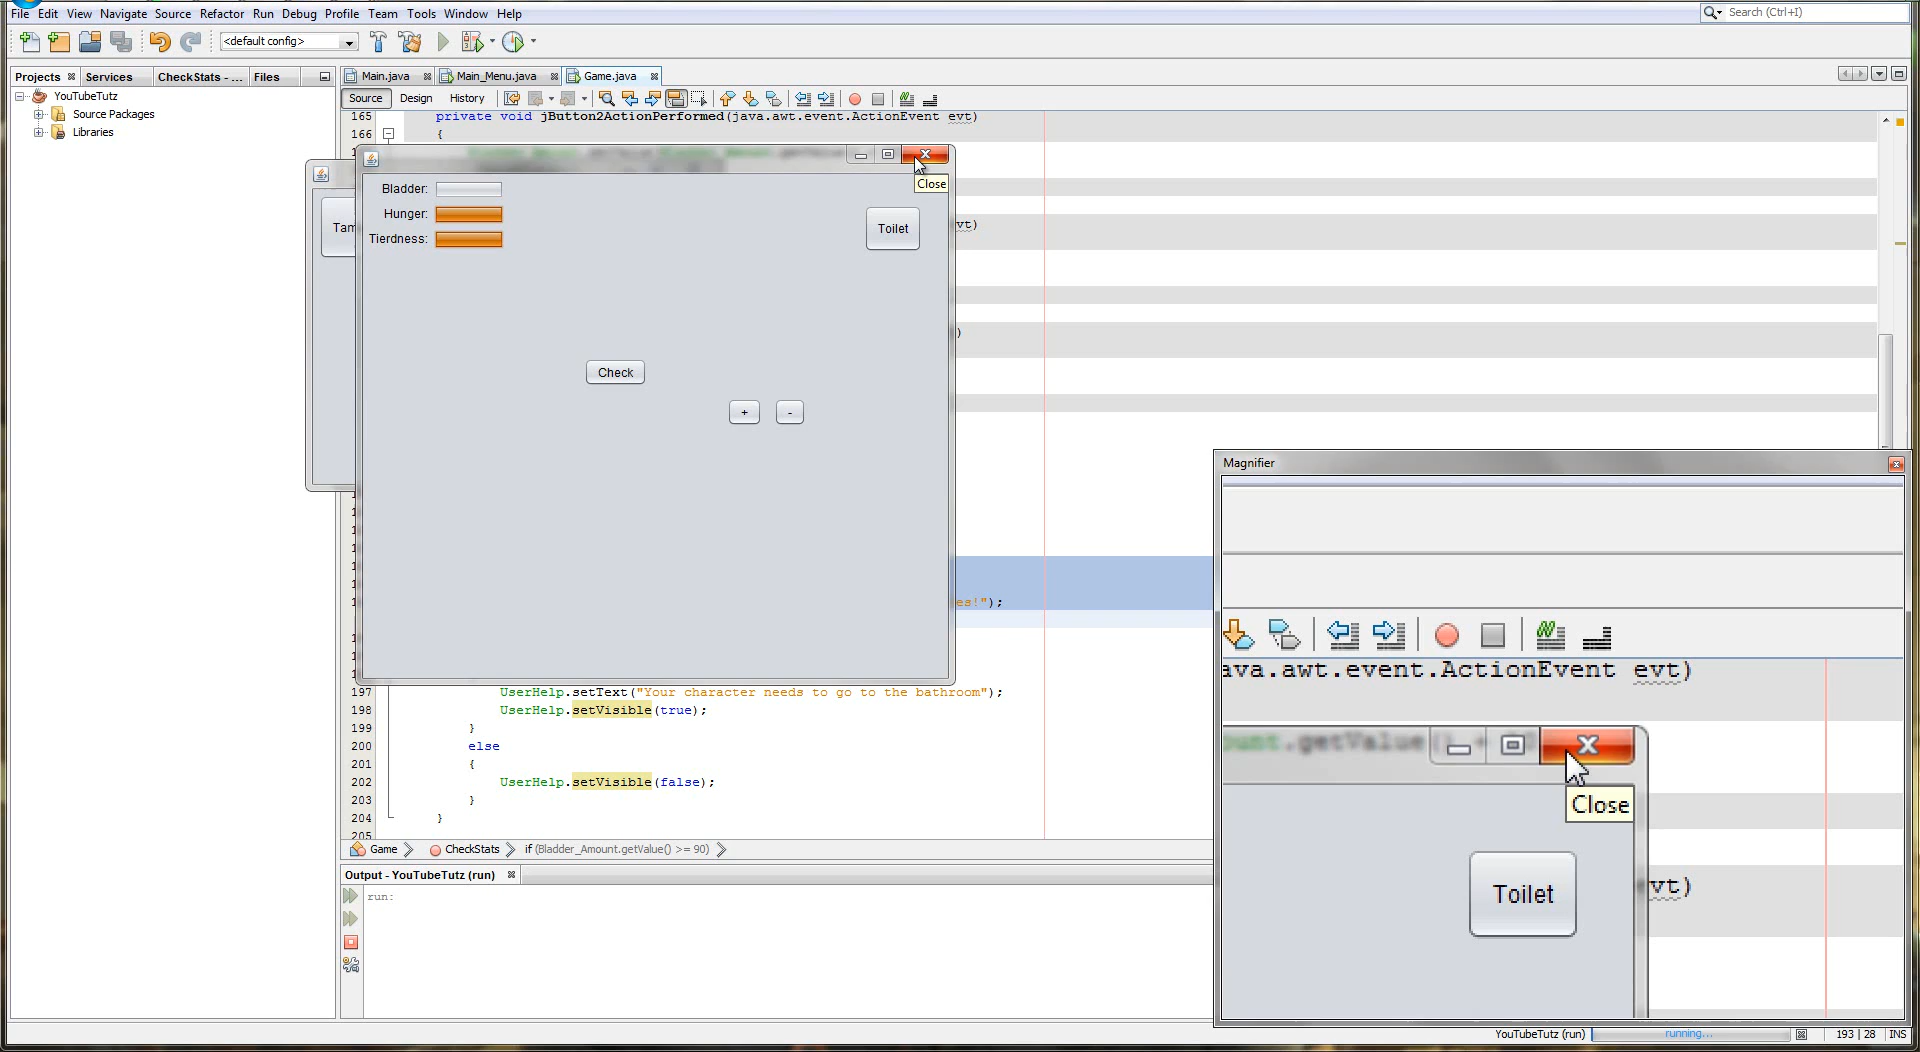 File Edit View Navigate Source Refactor Run Debug Profile Team Tools Window Help
Search (Ctrl+I)
<default config>
Projects Services CheckStats - ... Files
Main.java Main_Menu.java Game.java
Source Design History
YouTubeTutz
Source Packages
Libraries
165 private void jButton2ActionPerformed(java.awt.event.ActionEvent evt)
166 {
Close
Bladder:
Hunger:
Tierdness:
Toilet
vt)
Tam
)
Check
+ -
es!");
197 UserHelp.setText("Your character needs to go to the bathroom");
198 UserHelp.setVisible(true);
199 }
200 else
201 {
202 UserHelp.setVisible(false);
203 }
204 }
205
Game CheckStats if (Bladder_Amount.getValue() >= 90)
Output - YouTubeTutz (run)
run:
Magnifier
ava.awt.event.ActionEvent evt)
ount.getValue() +
Close
Toilet
vt)
YouTubeTutz (run) running... 193 | 28 INS